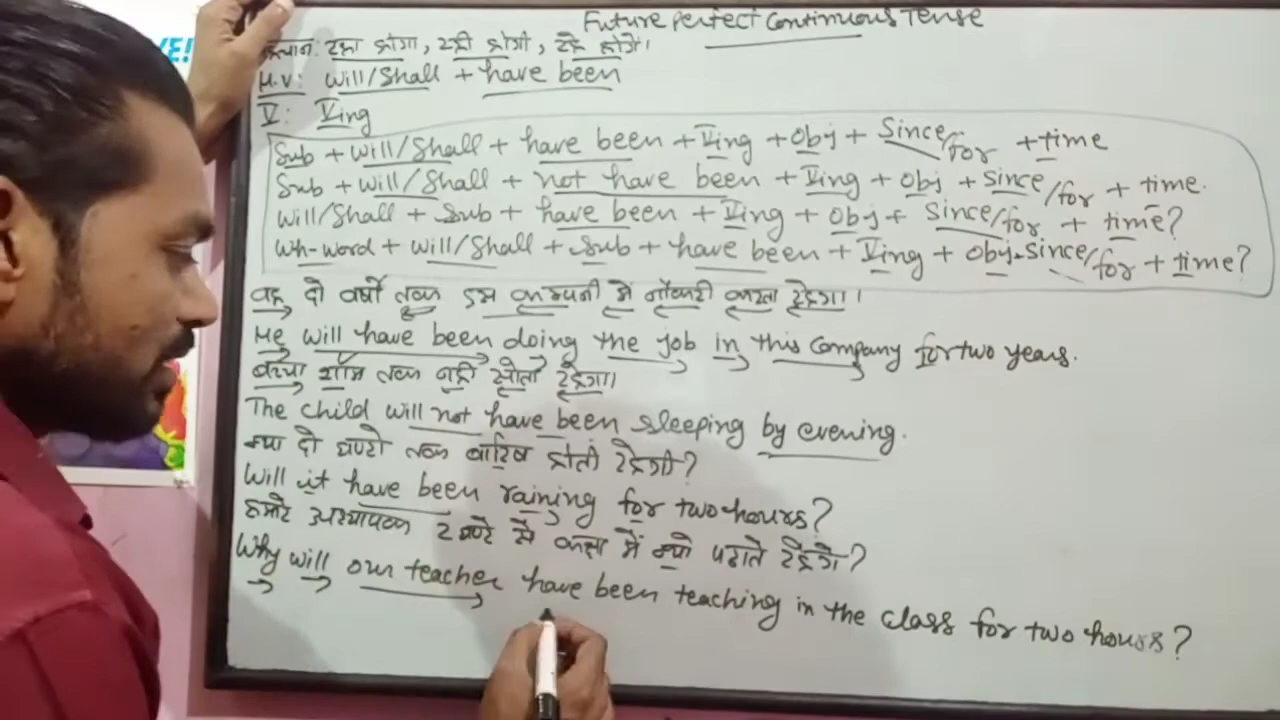 Future Perfect Continuous Tense
VE!
पहचान: रहा होगा, रही होगी, रहे होंगे।
H.V: Will/Shall + have been
V: Ving
Sub + Will/Shall + have been + Ving + Obj + Since/for + time
Sub + Will/Shall + not have been + Ving + Obj + Since/for + time.
Will/Shall + Sub + have been + Ving + Obj + Since/for + time?
Wh-word + Will/Shall + Sub + have been + Ving + Obj + Since/for + time?
वह दो वर्षों तक इस कम्पनी में नौकरी करता रहेगा।
He will have been doing the job in this Company for two years.
बच्चा शॉम तक नहीं सोता रहेगा।
The child will not have been sleeping by evening.
क्या दो घण्टो तक बारिश होती रहेगी?
Will it have been raining for two hours?
हमारे अध्यापक 2 घण्टे से कक्षा में क्यो पढाते रहेगे?
Why will our teacher have been teaching in the class for two hours?